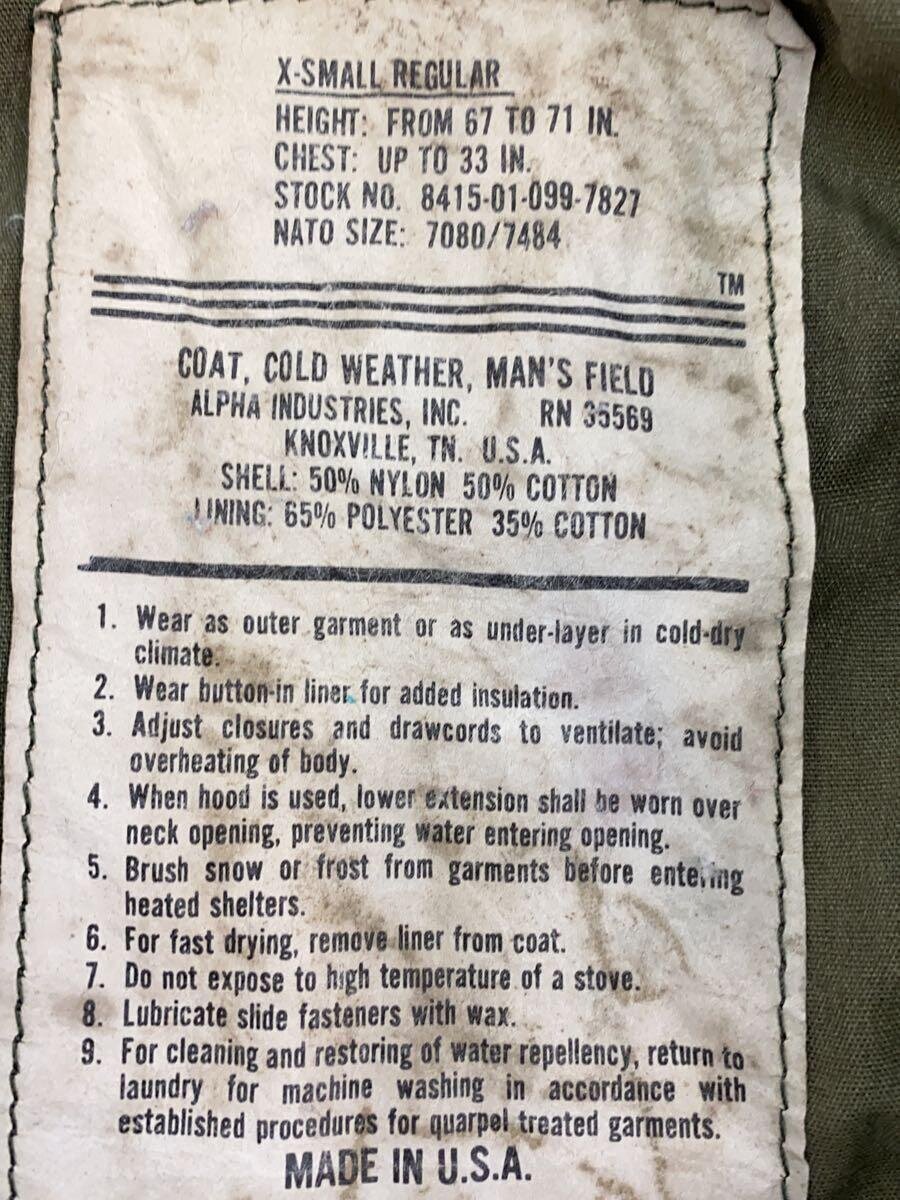 X-SMALL REGULAR
HEIGHT: FROM 67 TO 71 IN.
CHEST: UP TO 33 IN.
STOCK NO. 8415-01-099-7827
NATO SIZE: 7080/7484
TM
COAT, COLD WEATHER, MAN'S FIELD
ALPHA INDUSTRIES, INC. RN 35569
KNOXVILLE, TN. U.S.A.
SHELL: 50% NYLON 50% COTTON
LINING: 65% POLYESTER 35% COTTON
1. Wear as outer garment or as under-layer in cold-dry
climate.
2. Wear button-in liner for added insulation.
3. Adjust closures and drawcords to ventilate; avoid
overheating of body.
4. When hood is used, lower extension shall be worn over
neck opening, preventing water entering opening.
5. Brush snow or frost from garments before entering
heated shelters.
6. For fast drying, remove liner from coat.
7. Do not expose to high temperature of a stove.
8. Lubricate slide fasteners with wax.
9. For cleaning and restoring of water repellency, return to
laundry for machine washing in accordance with
established procedures for quarpel treated garments.
MADE IN U.S.A.